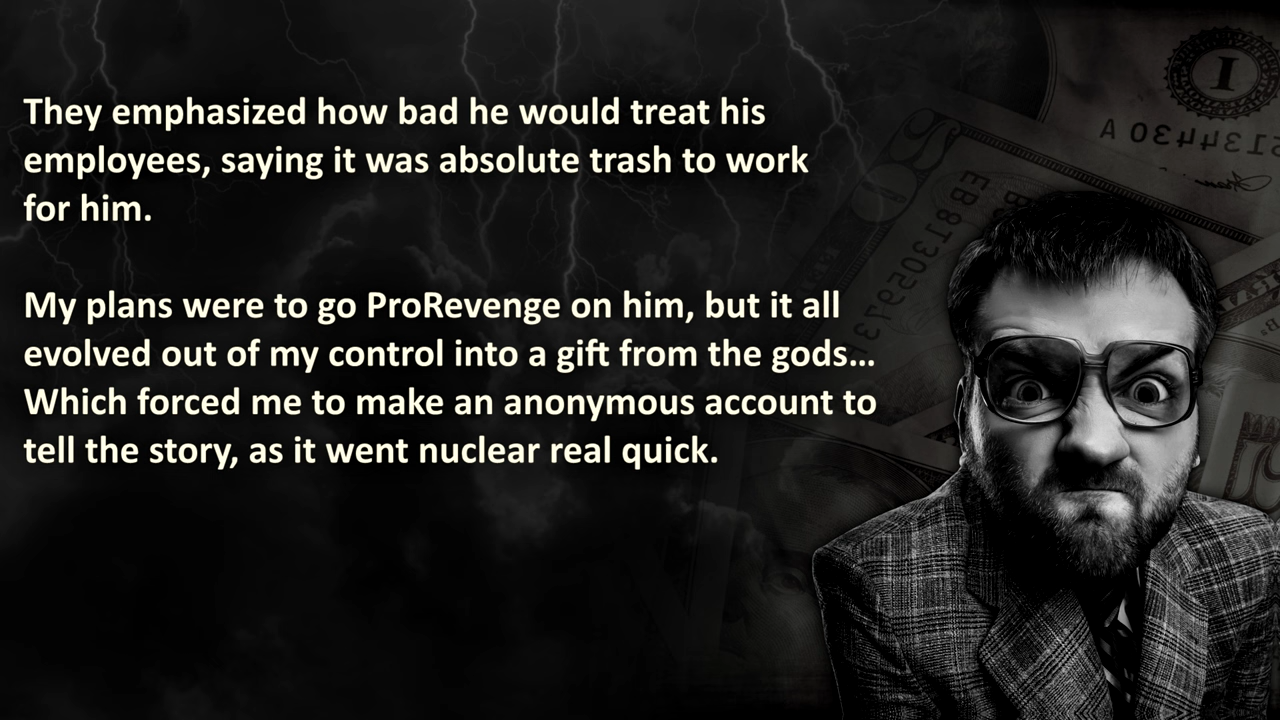 They emphasized how bad he would treat his
employees, saying it was absolute trash to work
for him.
My plans were to go ProRevenge on him, but it all
evolved out of my control into a gift from the gods...
Which forced me to make an anonymous account to
tell the story, as it went nuclear real quick.